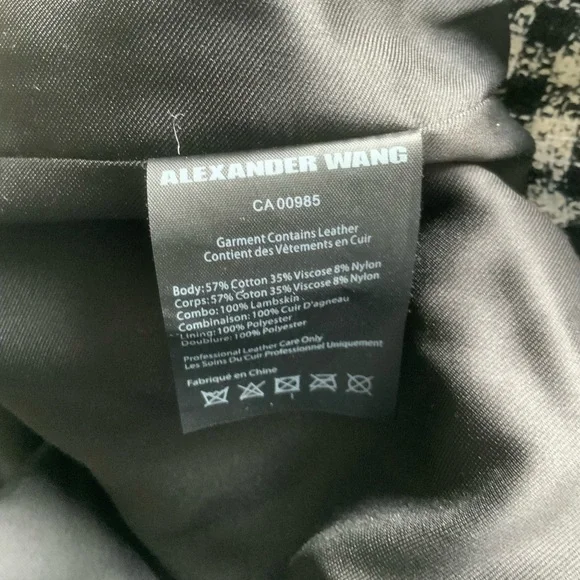 ALEXANDER WANG
CA 00985
Garment Contains Leather
Contient des Vêtements en Cuir
Body:57% Cotton 35% Viscose 8% Nylon
Corps:57% Cotton 35% Viscose 8% Nylon
Combo:100% Lambskin
Combinaison:100% Cuir D'agneau
Lining:100% Polyester
Doublure:100% Polyester
Professional Leather Care Only
Les Soins Du Cuir Professionnel Uniquement
Fabriqué en Chine